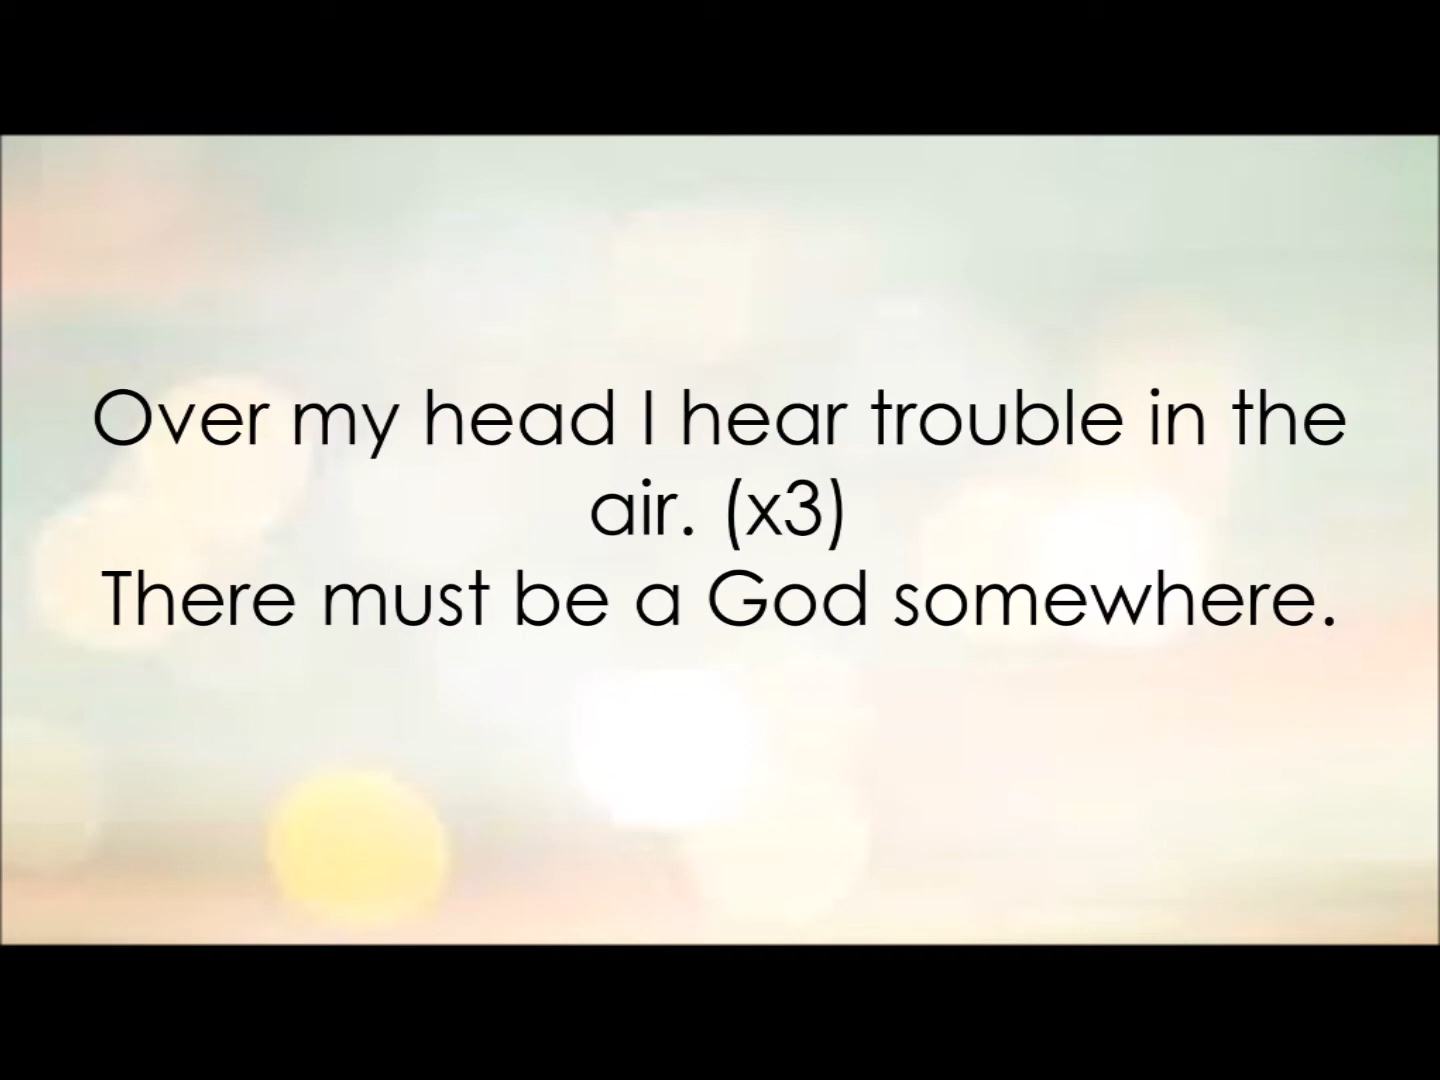 Over my head I hear trouble in the
air. (x3)
There must be a God somewhere.